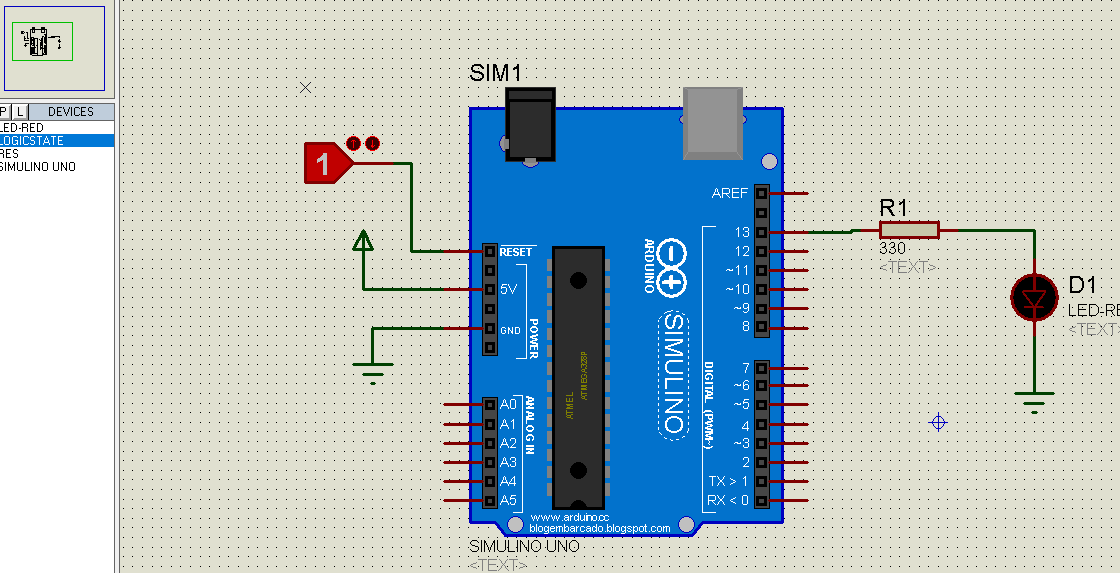 P L DEVICES
LED-RED
LOGICSTATE
RES
SIMULINO UNO
SIM1
1
RESET
5V
GND
POWER
A0
A1
A2
A3
A4
A5
ANALOG IN
ATMEL
ATMEGA328P
ARDUINO
SIMULINO
AREF
13
12
~11
~10
~9
8
7
~6
~5
4
~3
2
TX > 1
RX < 0
DIGITAL (PWM~)
www.arduino.cc
blogembarcado.blogspot.com
SIMULINO UNO
<TEXT>
R1
330
<TEXT>
D1
LED-RE
<TEXT>